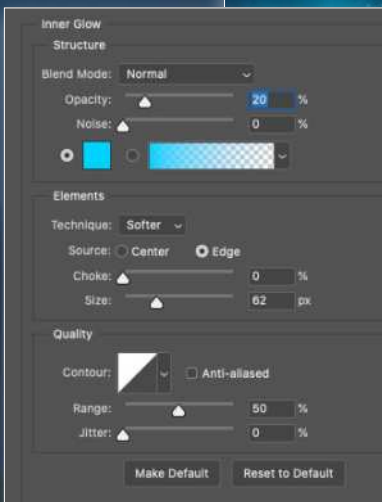 Inner Glow
Structure
Blend Mode: Normal
Opacity: 20 %
Noise: 0 %
Elements
Technique: Softer
Source: Center Edge
Choke: 0 %
Size: 62 px
Quality
Contour: Anti-aliased
Range: 50 %
Jitter: 0 %
Make Default Reset to Default